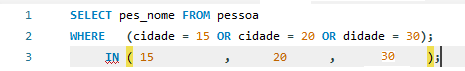 1 SELECT pes_nome FROM pessoa
2 WHERE (cidade = 15 OR cidade = 20 OR didade = 30);
3 IN ( 15 , 20 , 30 );